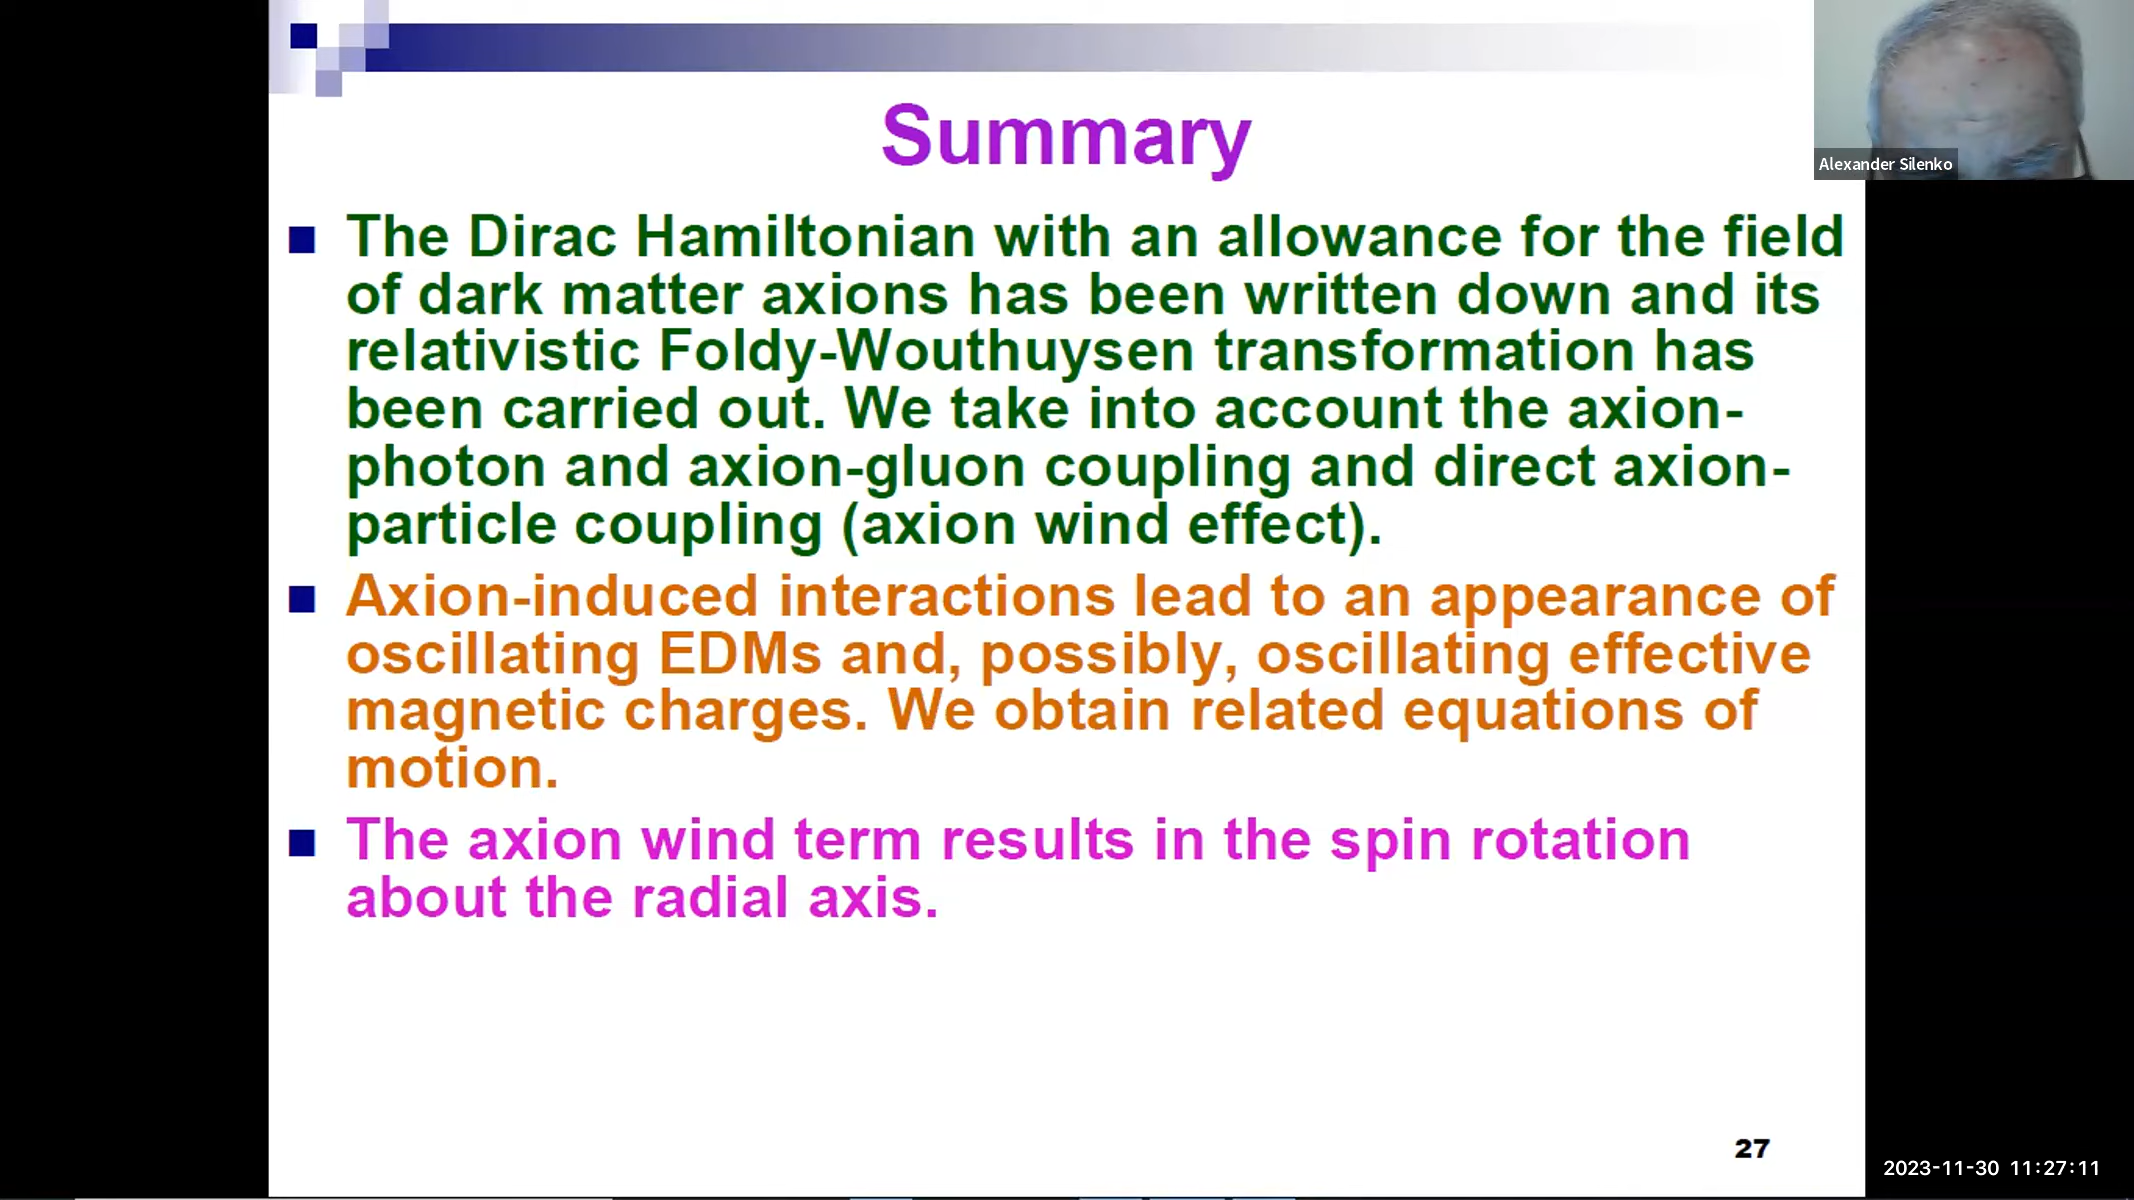 Summary
Alexander Silenko
The Dirac Hamiltonian with an allowance for the field
of dark matter axions has been written down and its
relativistic Foldy-Wouthuysen transformation has
been carried out. We take into account the axion-
photon and axion-gluon coupling and direct axion-
particle coupling (axion wind effect).
Axion-induced interactions lead to an appearance of
oscillating EDMs and, possibly, oscillating effective
magnetic charges. We obtain related equations of
motion.
The axion wind term results in the spin rotation
about the radial axis.
27
2023-11-30 11:27:11